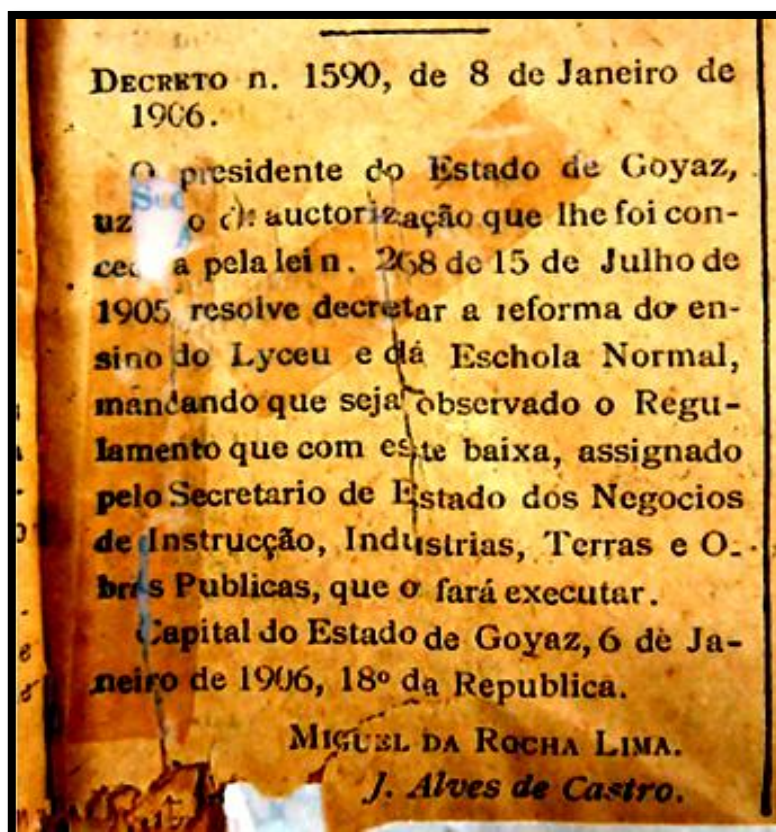 DECRETO n. 1590, de 8 de Janeiro de
1906.
O presidente do Estado de Goyaz,
de auctorização que lhe foi con-
pela lei n. 268 de 15 de Julho de
1905 resolve decretar a reforma do en-
sino do Lyceu e dá Eschola Normal,
mandando que seja observado o Regu-
lamento que com este baixa, assignado
pelo Secretario de Estado dos Negocios
de Instrucção, Industrias, Terras e O-
bras Publicas, que o fará executar.
Capital do Estado de Goyaz, 6 de Ja-
neiro de 1906, 18º da Republica.
MIGUEL DA ROCHA LIMA.
J. Alves de Castro.